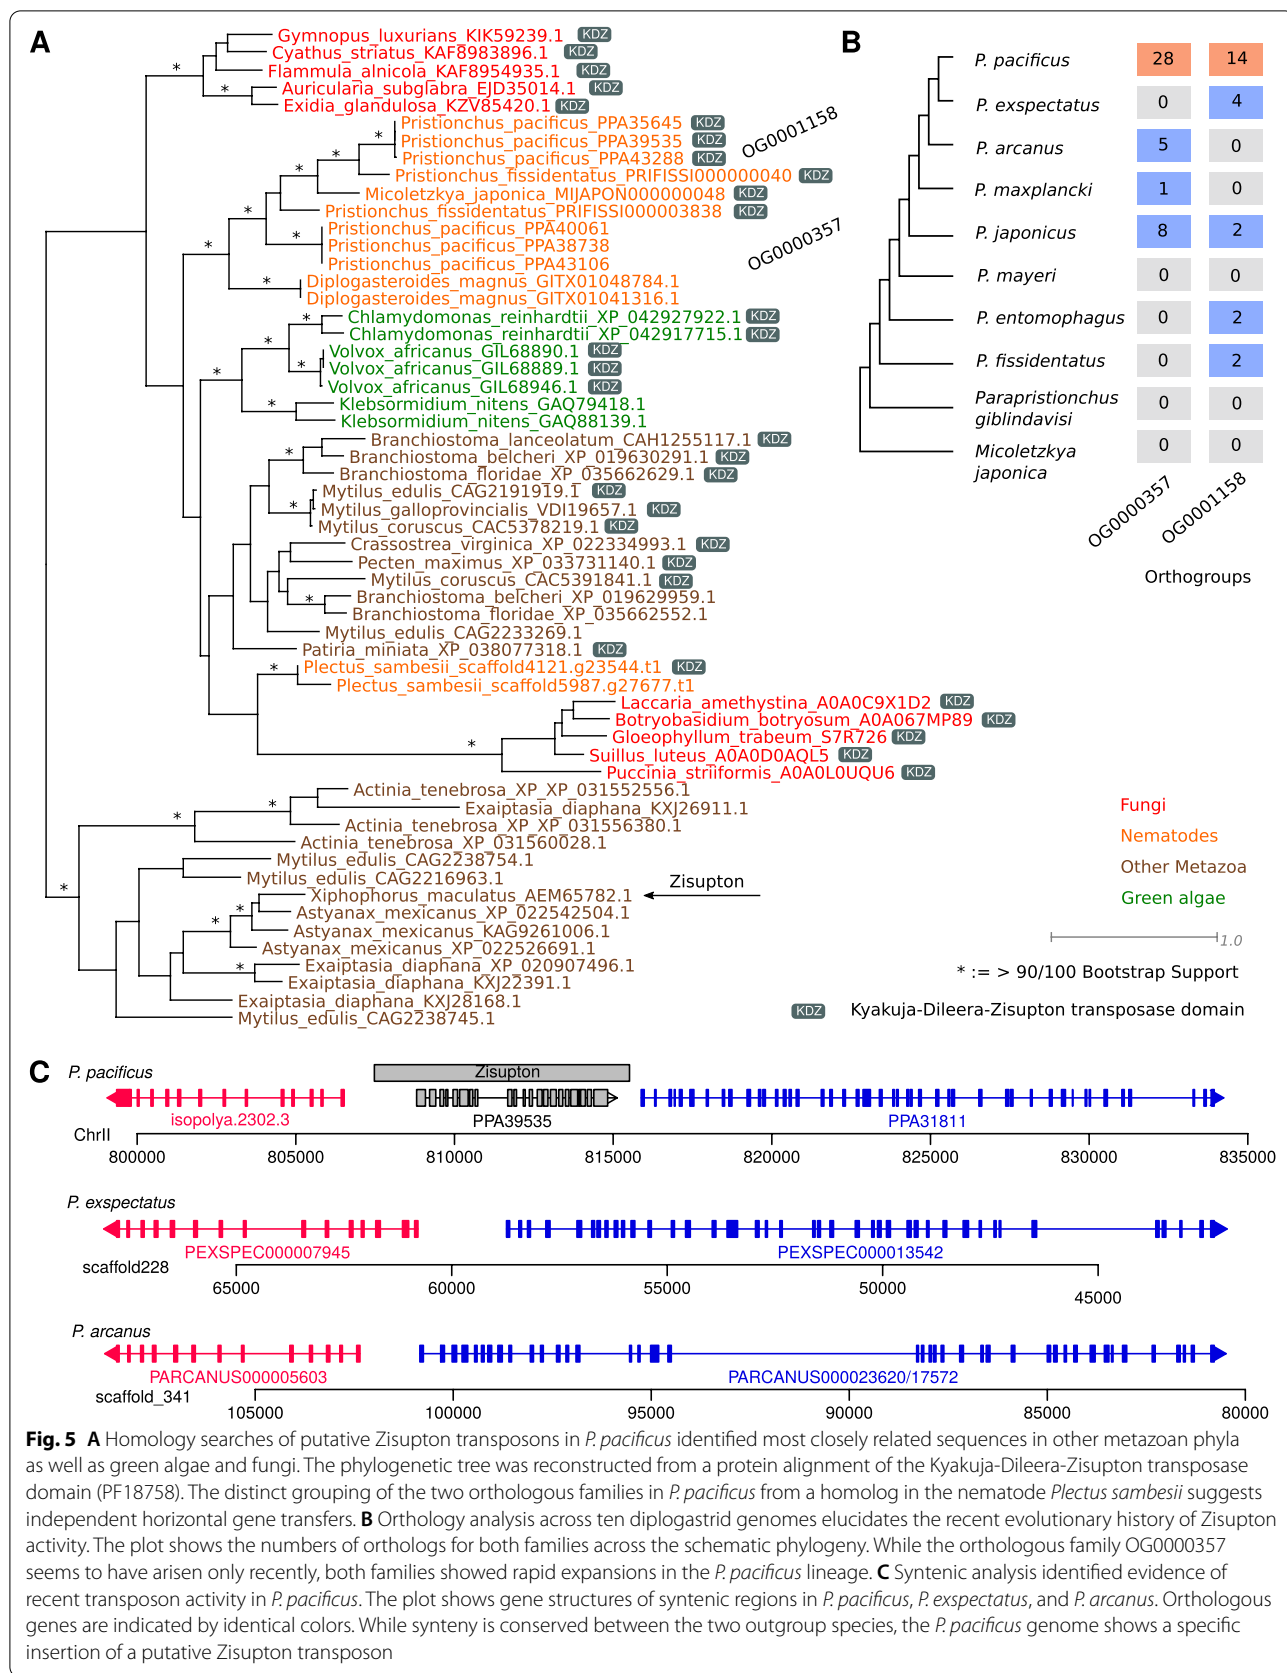 A
Gymnopus_luxurians_KIK59239.1 KDZ
Cyathus_striatus_KAF8983896.1 KDZ
*
Flammula_alnicola_KAF8954935.1 KDZ
*
Auricularia_subglabra_EJD35014.1 KDZ
Exidia_glandulosa_KZV85420.1 KDZ
Pristionchus_pacificus_PPA35645 KDZ
*
Pristionchus_pacificus_PPA39535 KDZ
*
Pristionchus_pacificus_PPA43288 KDZ
OG0001158
*
Pristionchus_fissidentatus_PRIFISSI000000040 KDZ
Micoletzkya_japonica_MIJAPON000000048 KDZ
*
Pristionchus_fissidentatus_PRIFISSI000003838 KDZ
Pristionchus_pacificus_PPA40061
*
*
Pristionchus_pacificus_PPA38738
OG0000357
Pristionchus_pacificus_PPA43106
*
Diplogasteroides_magnus_GITX01048784.1
Diplogasteroides_magnus_GITX01041316.1
*
Chlamydomonas_reinhardtii_XP_042927922.1 KDZ
*
Chlamydomonas_reinhardtii_XP_042917715.1 KDZ
Volvox_africanus_GIL68890.1 KDZ
*
*
Volvox_africanus_GIL68889.1 KDZ
Volvox_africanus_GIL68946.1 KDZ
*
Klebsormidium_nitens_GAQ79418.1
Klebsormidium_nitens_GAQ88139.1
Branchiostoma_lanceolatum_CAH1255117.1 KDZ
*
Branchiostoma_belcheri_XP_019630291.1 KDZ
Branchiostoma_floridae_XP_035662629.1 KDZ
Mytilus_edulis_CAG2191919.1 KDZ
*
Mytilus_galloprovincialis_VDI19657.1 KDZ
Mytilus_coruscus_CAC5378219.1 KDZ
Crassostrea_virginica_XP_022334993.1 KDZ
Pecten_maximus_XP_033731140.1 KDZ
Mytilus_coruscus_CAC5391841.1 KDZ
*
Branchiostoma_belcheri_XP_019629959.1
Branchiostoma_floridae_XP_035662552.1
Mytilus_edulis_CAG2233269.1
Patiria_miniata_XP_038077318.1 KDZ
*
Plectus_sambesii_scaffold4121.g23544.t1 KDZ
Plectus_sambesii_scaffold5987.g27677.t1
Laccaria_amethystina_A0A0C9X1D2 KDZ
Botryobasidium_botryosum_A0A067MP89 KDZ
*
Gloeophyllum_trabeum_S7R726 KDZ
Suillus_luteus_A0A0D0AQL5 KDZ
Puccinia_striiformis_A0A0L0UQU6 KDZ
Actinia_tenebrosa_XP_XP_031552556.1
*
Exaiptasia_diaphana_KXJ26911.1
*
Actinia_tenebrosa_XP_XP_031556380.1
Actinia_tenebrosa_XP_031560028.1
Mytilus_edulis_CAG2238754.1
Mytilus_edulis_CAG2216963.1
*
Xiphophorus_maculatus_AEM65782.1
Zisupton
*
Astyanax_mexicanus_XP_022542504.1
*
Astyanax_mexicanus_KAG9261006.1
Astyanax_mexicanus_XP_022526691.1
*
Exaiptasia_diaphana_XP_020907496.1
Exaiptasia_diaphana_KXJ22391.1
Exaiptasia_diaphana_KXJ28168.1
Mytilus_edulis_CAG2238745.1
Fungi
Nematodes
Other Metazoa
Green algae
1.0
* := > 90/100 Bootstrap Support
KDZ Kyakuja-Dileera-Zisupton transposase domain
B
P. pacificus 28 14
P. exspectatus 0 4
P. arcanus 5 0
P. maxplancki 1 0
P. japonicus 8 2
P. mayeri 0 0
P. entomophagus 0 2
P. fissidentatus 0 2
Parapristionchus
giblindavisi 0 0
Micoletzkya
japonica 0 0
OG0000357 OG0001158
Orthogroups
C
P. pacificus
Zisupton
isopolya.2302.3 PPA39535 PPA31811
ChrII
800000 805000 810000 815000 820000 825000 830000 835000
P. exspectatus
PEXSPEC000007945 PEXSPEC000013542
scaffold228
65000 60000 55000 50000 45000
P. arcanus
PARCANUS000005603 PARCANUS000023620/17572
scaffold_341
105000 100000 95000 90000 85000 80000
Fig. 5 A Homology searches of putative Zisupton transposons in P. pacificus identified most closely related sequences in other metazoan phyla
as well as green algae and fungi. The phylogenetic tree was reconstructed from a protein alignment of the Kyakuja-Dileera-Zisupton transposase
domain (PF18758). The distinct grouping of the two orthologous families in P. pacificus from a homolog in the nematode Plectus sambesii suggests
independent horizontal gene transfers. B Orthology analysis across ten diplogastrid genomes elucidates the recent evolutionary history of Zisupton
activity. The plot shows the numbers of orthologs for both families across the schematic phylogeny. While the orthologous family OG0000357
seems to have arisen only recently, both families showed rapid expansions in the P. pacificus lineage. C Syntenic analysis identified evidence of
recent transposon activity in P. pacificus. The plot shows gene structures of syntenic regions in P. pacificus, P. exspectatus, and P. arcanus. Orthologous
genes are indicated by identical colors. While synteny is conserved between the two outgroup species, the P. pacificus genome shows a specific
insertion of a putative Zisupton transposon